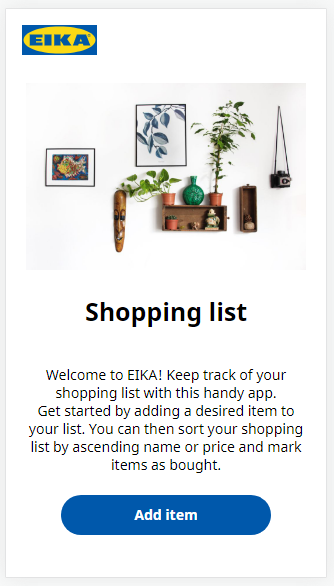 EIKA
Shopping list
Welcome to EIKA! Keep track of your
shopping list with this handy app.
Get started by adding a desired item to
your list. You can then sort your shopping
list by ascending name or price and mark
items as bought.
Add item